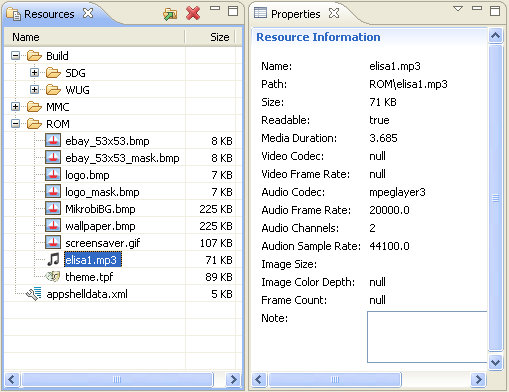 Resources
Name Size
Build
SDG
WUG
MMC
ROM
ebay_53x53.bmp 8 KB
ebay_53x53_mask.bmp 8 KB
logo.bmp 7 KB
logo_mask.bmp 7 KB
MikrobiBG.bmp 225 KB
wallpaper.bmp 225 KB
screensaver.gif 107 KB
elisa1.mp3 71 KB
theme.tpf 89 KB
appshelldata.xml 5 KB
Properties
Resource Information
Name: elisa1.mp3
Path: ROM\elisa1.mp3
Size: 71 KB
Readable: true
Media Duration: 3.685
Video Codec: null
Video Frame Rate: null
Audio Codec: mpeglayer3
Audio Frame Rate: 20000.0
Audio Channels: 2
Audion Sample Rate: 44100.0
Image Size:
Image Color Depth: null
Frame Count: null
Note: